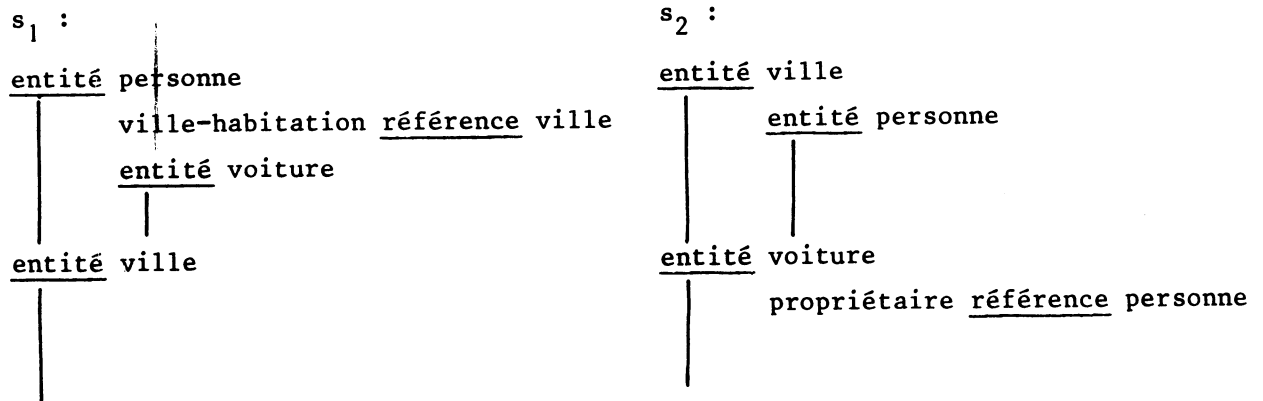 s1 :
entité personne
ville-habitation référence ville
entité voiture
entité ville
s2 :
entité ville
entité personne
entité voiture
propriétaire référence personne